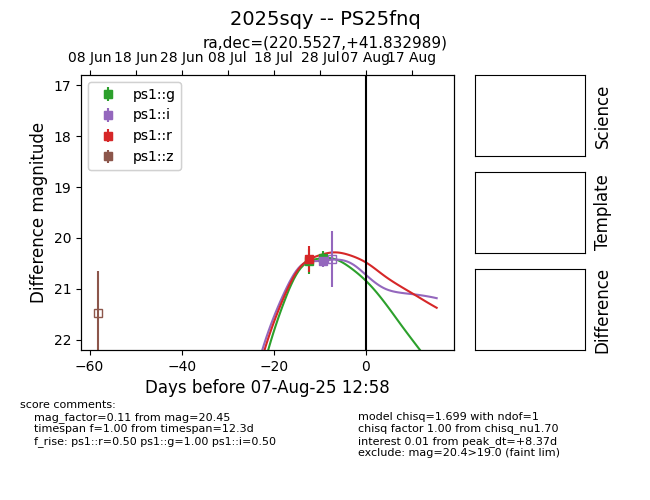 2025sqy -- PS25fnq
ra,dec=(220.5527,+41.832989)
08 Jun 18 Jun 28 Jun 08 Jul 18 Jul 28 Jul 07 Aug 17 Aug
17
18
19
20
21
22
Difference magnitude
ps1::g
ps1::i
ps1::r
ps1::z
−60 −40 −20 0
Days before 07-Aug-25 12:58
Science
Template
Difference
score comments:
mag_factor=0.11 from mag=20.45
timespan f=1.00 from timespan=12.3d
f_rise: ps1::r=0.50 ps1::g=1.00 ps1::i=0.50
model chisq=1.699 with ndof=1
chisq factor 1.00 from chisq_nu1.70
interest 0.01 from peak_dt=+8.37d
exclude: mag=20.4>19.0 (faint lim)